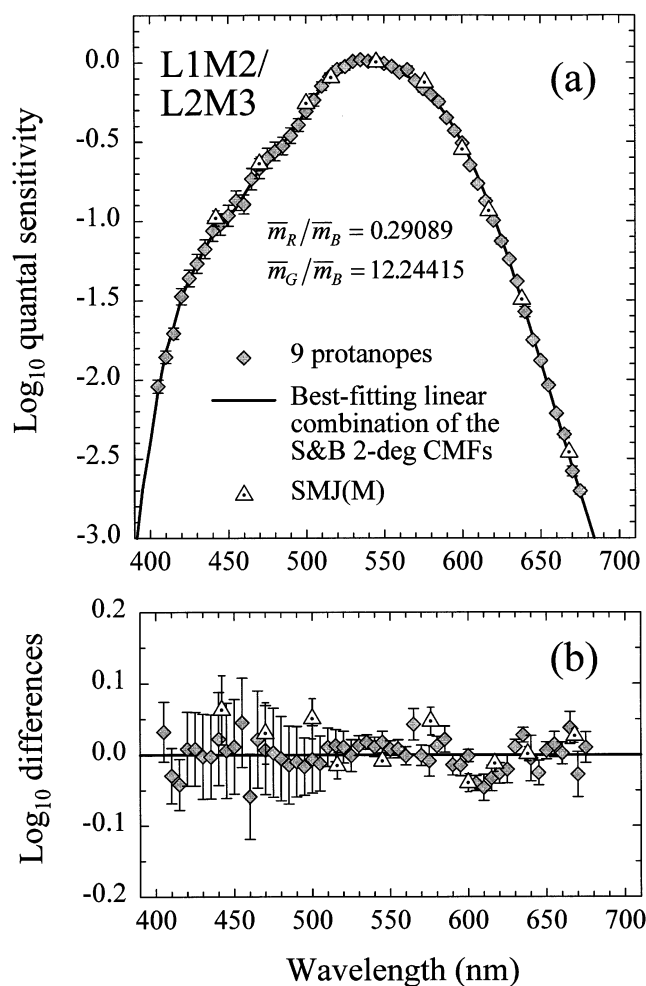 L1M2/
L2M3
(a)
Log10 quantal sensitivity
0.0
-0.5
-1.0
-1.5
-2.0
-2.5
-3.0
m̅R/m̅B = 0.29089
m̅G/m̅B = 12.24415
9 protanopes
Best-fitting linear
combination of the
S&B 2-deg CMFs
SMJ(M)
400 450 500 550 600 650 700
(b)
Log10 differences
0.2
0.1
0.0
-0.1
-0.2
400 450 500 550 600 650 700
Wavelength (nm)